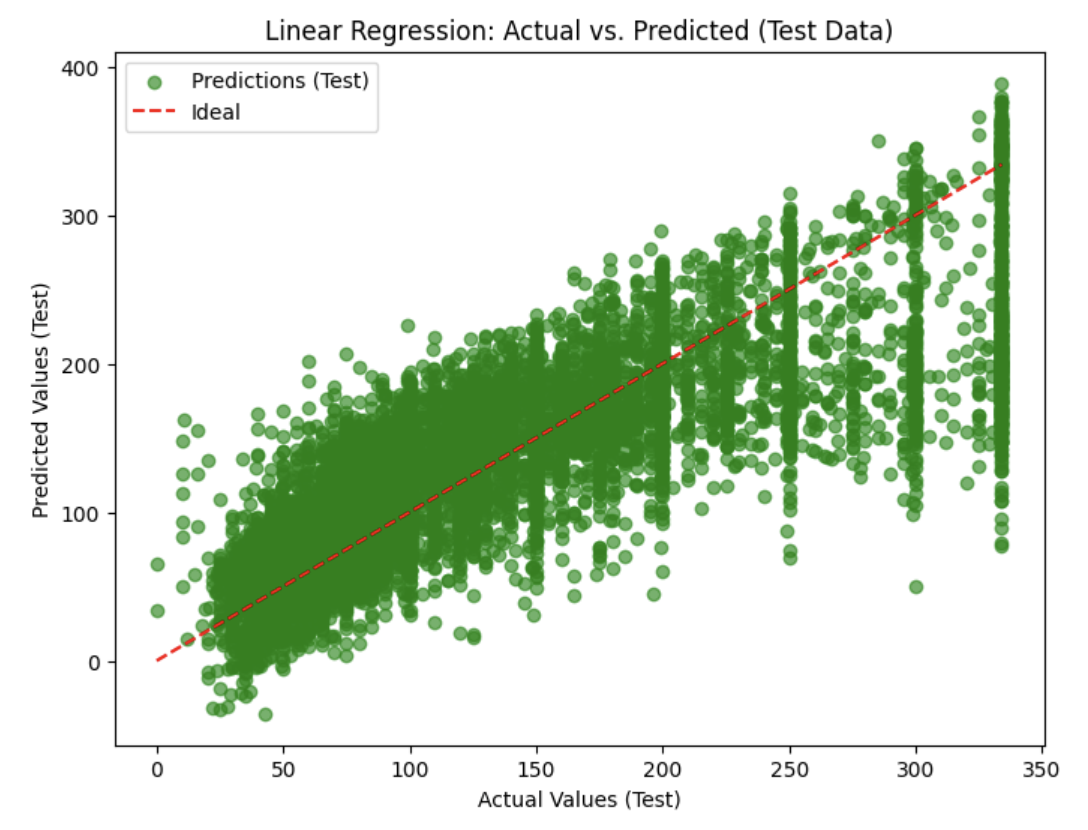 Linear Regression: Actual vs. Predicted (Test Data)
Predictions (Test)
Ideal
400
300
200
100
0
Predicted Values (Test)
0 50 100 150 200 250 300 350
Actual Values (Test)